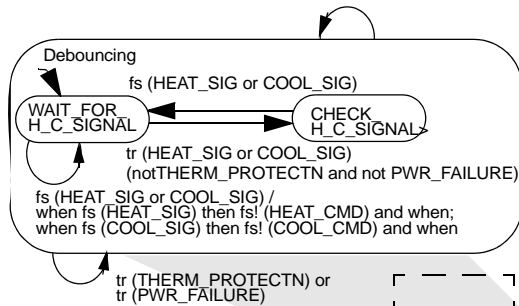 Debouncing
fs (HEAT_SIG or COOL_SIG)
WAIT_FOR_
H_C_SIGNAL
CHECK_
H_C_SIGNAL>
tr (HEAT_SIG or COOL_SIG)
(notTHERM_PROTECTN and not PWR_FAILURE)
fs (HEAT_SIG or COOL_SIG) /
when fs (HEAT_SIG) then fs! (HEAT_CMD) and when;
when fs (COOL_SIG) then fs! (COOL_CMD) and when
tr (THERM_PROTECTN) or
tr (PWR_FAILURE)